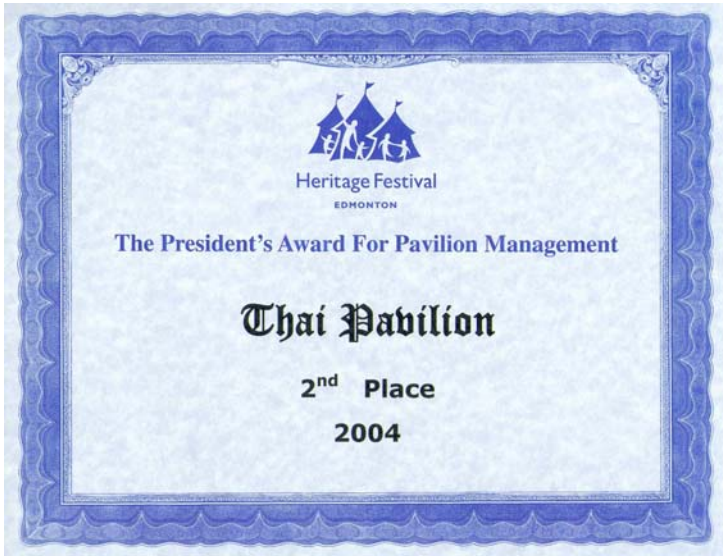 Heritage Festival
EDMONTON
The President's Award For Pavilion Management
Thai Pavilion
2nd Place
2004